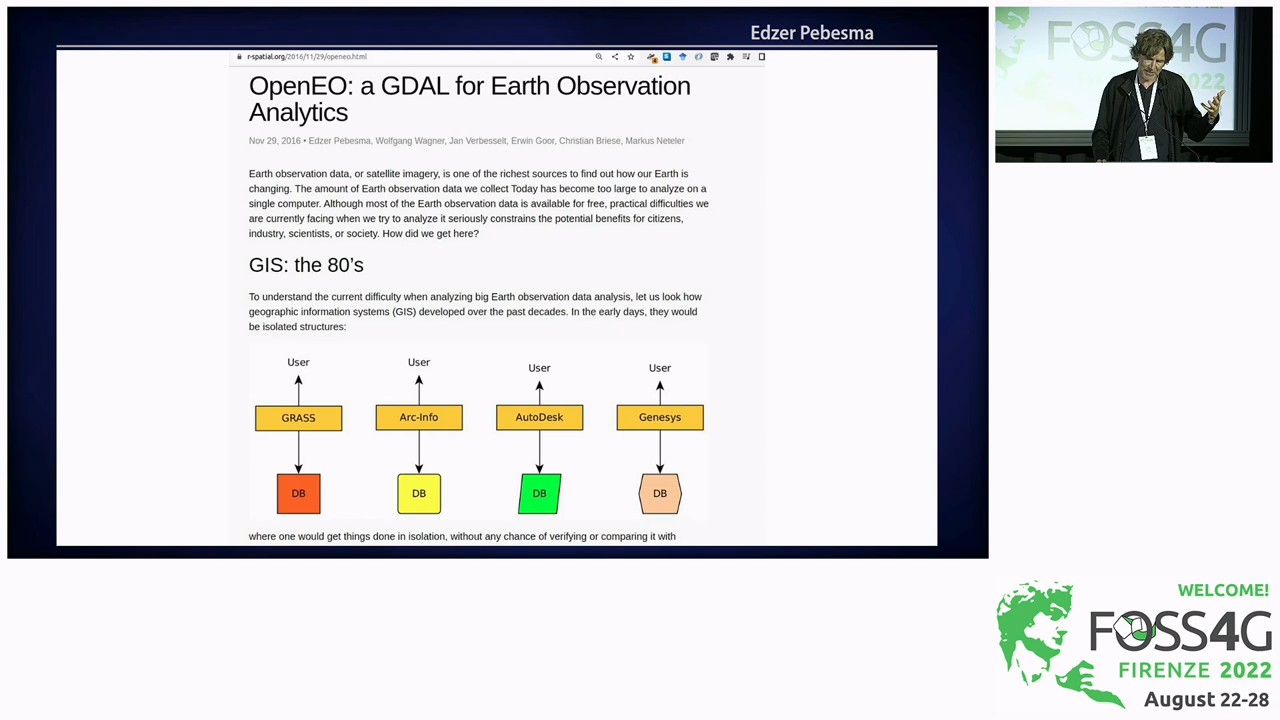 Edzer Pebesma
r-spatial.org/2016/11/29/openeo.html
OpenEO: a GDAL for Earth Observation
Analytics
Nov 29, 2016 • Edzer Pebesma, Wolfgang Wagner, Jan Verbesselt, Erwin Goor, Christian Briese, Markus Neteler
Earth observation data, or satellite imagery, is one of the richest sources to find out how our Earth is
changing. The amount of Earth observation data we collect Today has become too large to analyze on a
single computer. Although most of the Earth observation data is available for free, practical difficulties we
are currently facing when we try to analyze it seriously constrains the potential benefits for citizens,
industry, scientists, or society. How did we get here?
GIS: the 80's
To understand the current difficulty when analyzing big Earth observation data analysis, let us look how
geographic information systems (GIS) developed over the past decades. In the early days, they would
be isolated structures:
User User User User
GRASS Arc-Info AutoDesk Genesys
DB DB DB DB
where one would get things done in isolation, without any chance of verifying or comparing it with
FOSS4G
2022
WELCOME!
FOSS4G
FIRENZE 2022
August 22-28